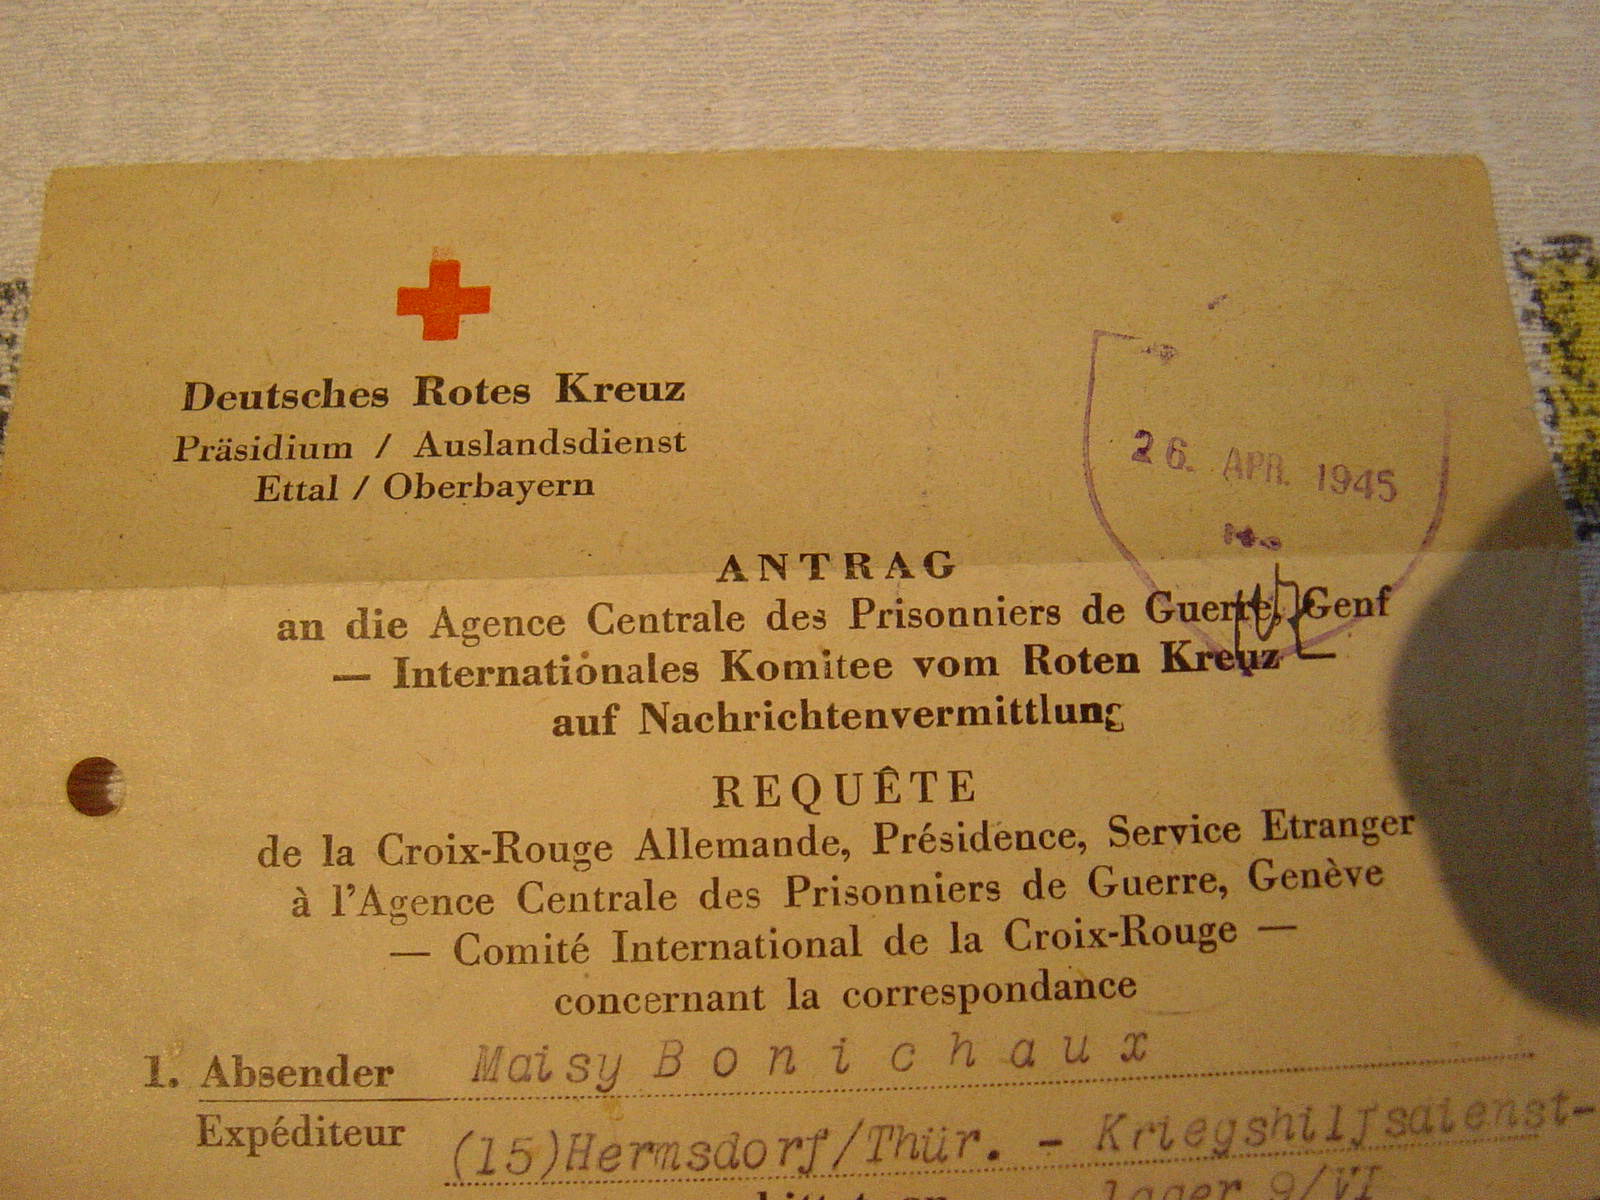 Deutsches Rotes Kreuz
Präsidium / Auslandsdienst
Ettal / Oberbayern
26. APR. 1945
ANTRAG
an die Agence Centrale des Prisonniers de Guerre, Genf
— Internationales Komitee vom Roten Kreuz —
auf Nachrichtenvermittlung
REQUÊTE
de la Croix-Rouge Allemande, Présidence, Service Etranger
à l'Agence Centrale des Prisonniers de Guerre, Genève
— Comité International de la Croix-Rouge —
concernant la correspondance
1. Absender Maisy Bonichaux
Expéditeur (15)Hermsdorf/Thür. - Kriegshilfsdienst-
lager 9/VI